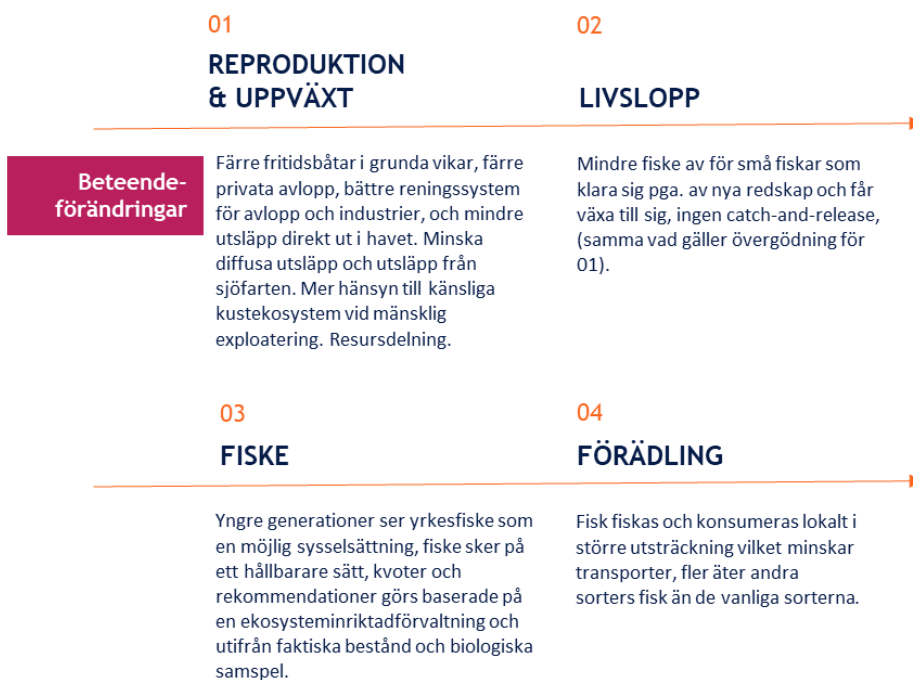 01
REPRODUKTION
& UPPVÄXT
02
LIVSLOPP
Beteende-
förändringar
Färre fritidsbåtar i grunda vikar, färre
privata avlopp, bättre reningssystem
för avlopp och industrier, och mindre
utsläpp direkt ut i havet. Minska
diffusa utsläpp och utsläpp från
sjöfarten. Mer hänsyn till känsliga
kustekosystem vid mänsklig
exploatering. Resursdelning.
Mindre fiske av för små fiskar som
klara sig pga. av nya redskap och får
växa till sig, ingen catch-and-release,
(samma vad gäller övergödning för
01).
03
FISKE
04
FÖRÄDLING
Yngre generationer ser yrkesfiske som
en möjlig sysselsättning, fiske sker på
ett hållbarare sätt, kvoter och
rekommendationer görs baserade på
en ekosysteminriktadförvaltning och
utifrån faktiska bestånd och biologiska
samspel.
Fisk fiskas och konsumeras lokalt i
större utsträckning vilket minskar
transporter, fler äter andra
sorters fisk än de vanliga sorterna.